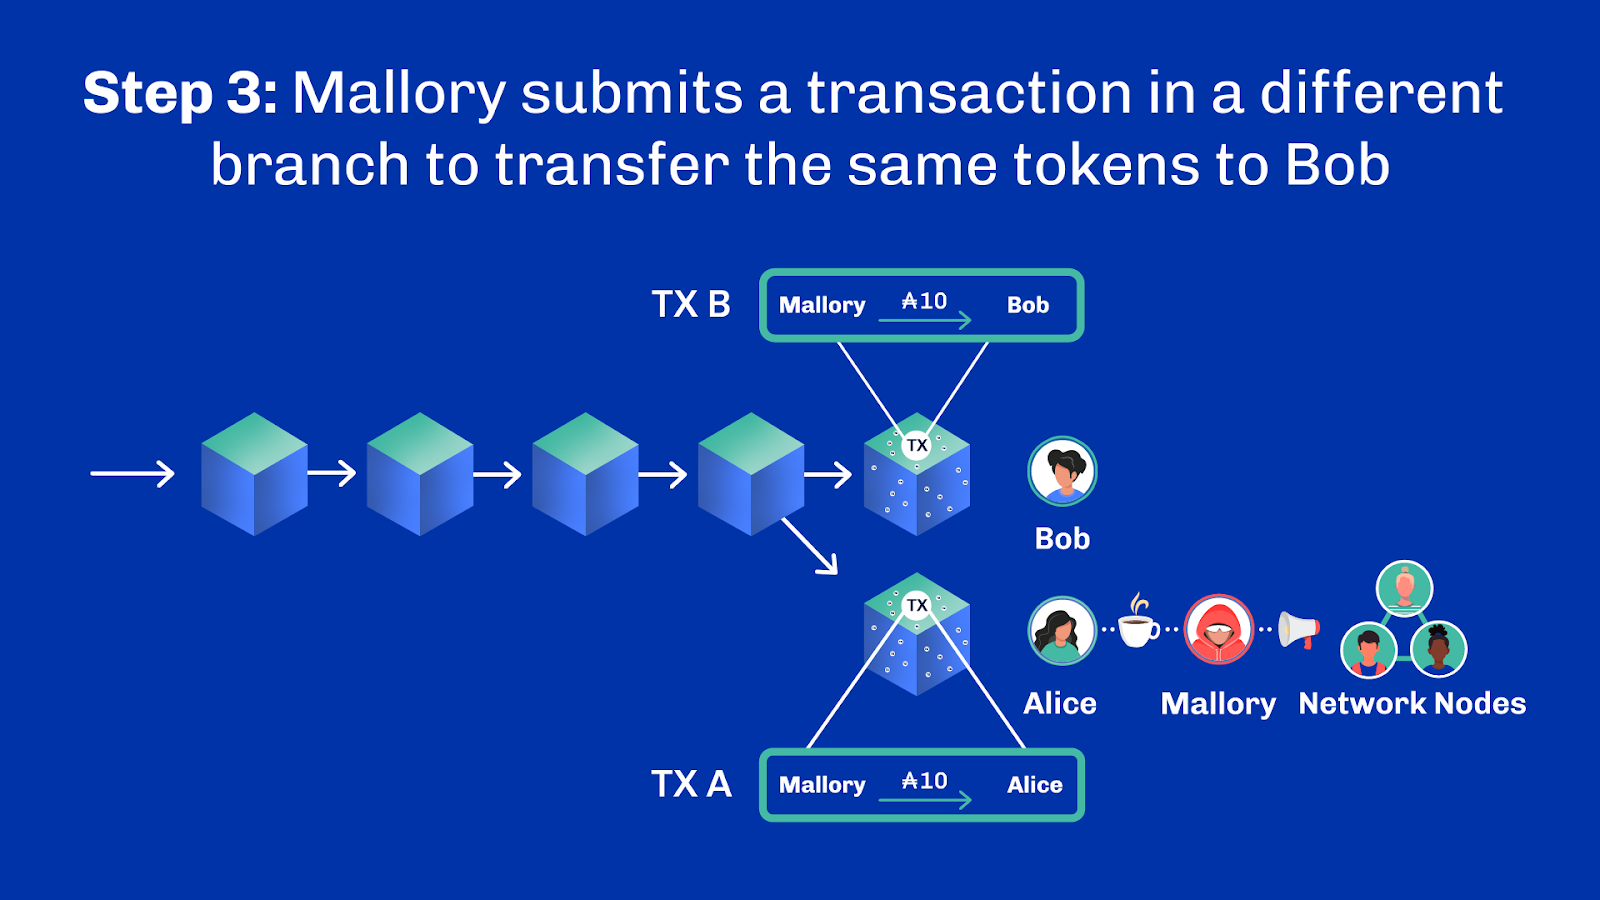 Step 3: Mallory submits a transaction in a different
branch to transfer the same tokens to Bob
TX B
Mallory ₳10 Bob
TX
Bob
TX
Alice Mallory Network Nodes
TX A
Mallory ₳10 Alice